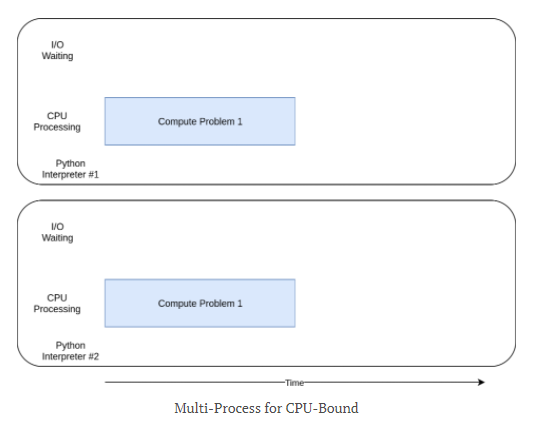 I/O
Waiting
CPU
Processing
Compute Problem 1
Python
Interpreter #1
I/O
Waiting
CPU
Processing
Compute Problem 1
Python
Interpreter #2
Time
Multi-Process for CPU-Bound